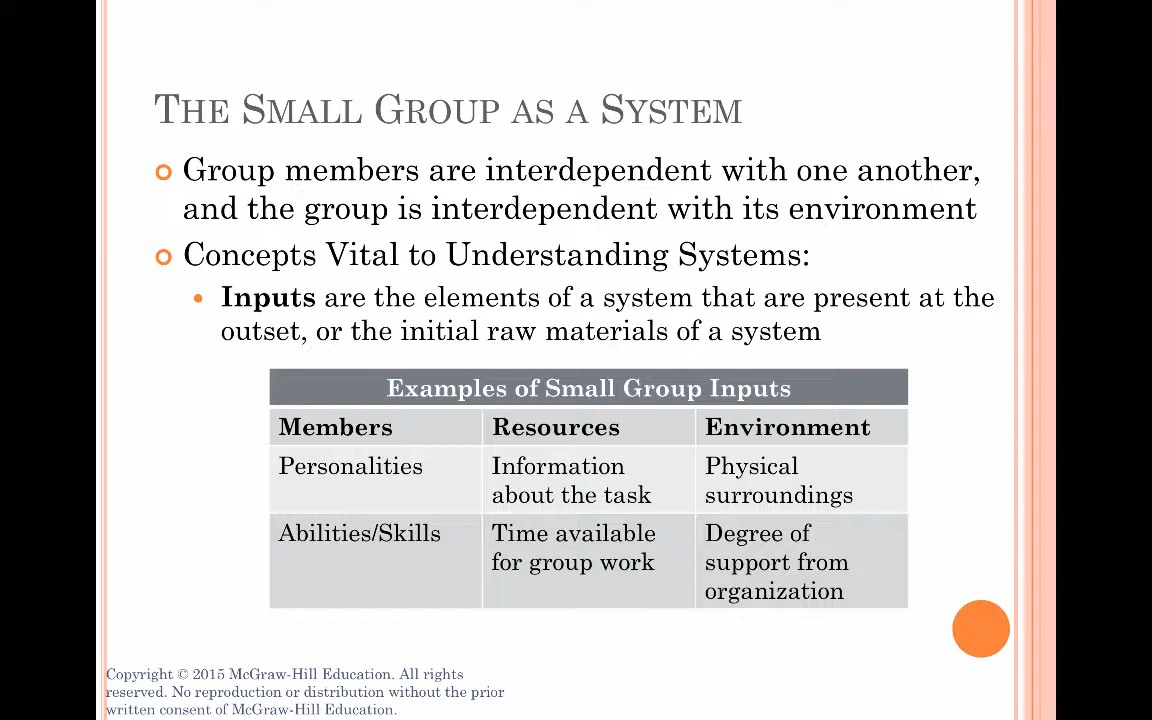 The Small Group as a System
Group members are interdependent with one another,
and the group is interdependent with its environment
Concepts Vital to Understanding Systems:
Inputs are the elements of a system that are present at the
outset, or the initial raw materials of a system
Examples of Small Group Inputs
Members Resources Environment
Personalities Information about the task Physical surroundings
Abilities/Skills Time available for group work Degree of support from organization
Copyright © 2015 McGraw-Hill Education. All rights
reserved. No reproduction or distribution without the prior
written consent of McGraw-Hill Education.